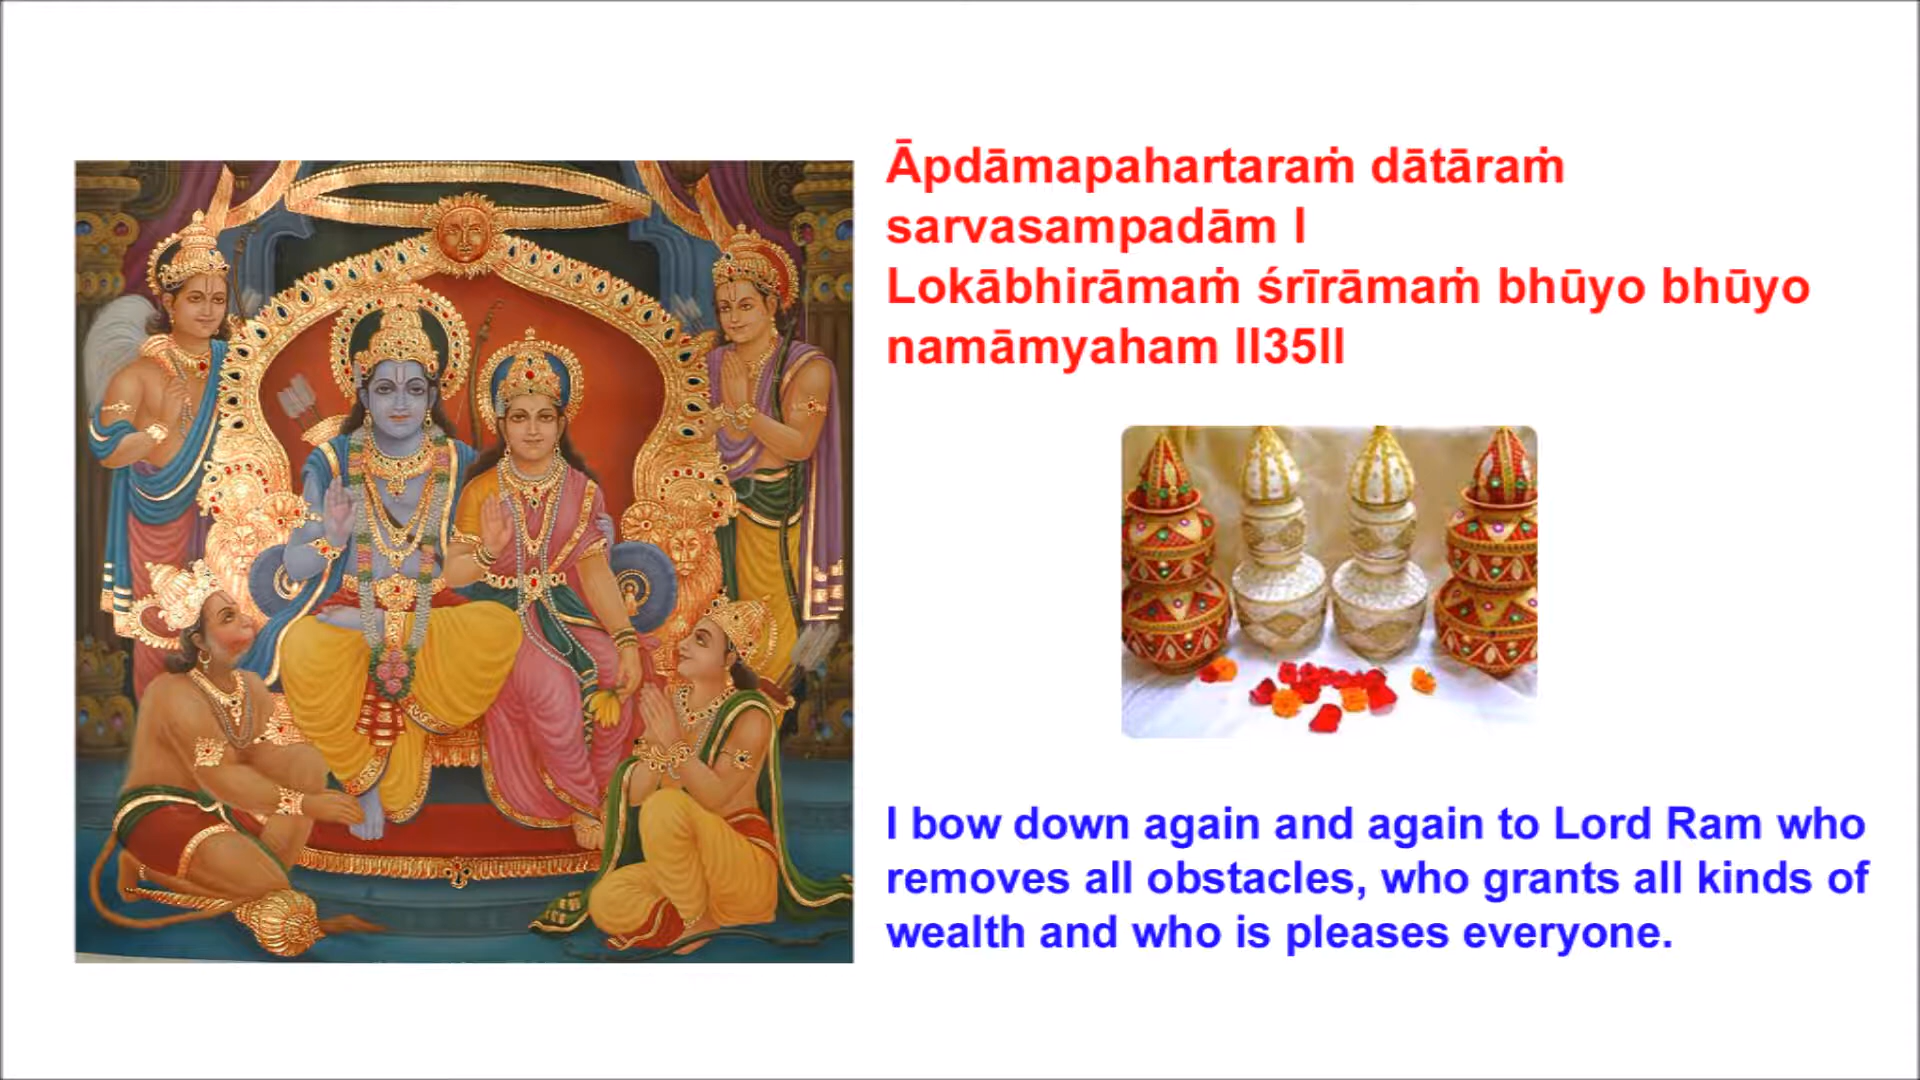 Āpdāmapahartaraṁ dātāraṁ
sarvasampadām l
Lokābhirāmaṁ śrīrāmaṁ bhūyo bhūyo
namāmyaham ll35ll
I bow down again and again to Lord Ram who
removes all obstacles, who grants all kinds of
wealth and who is pleases everyone.